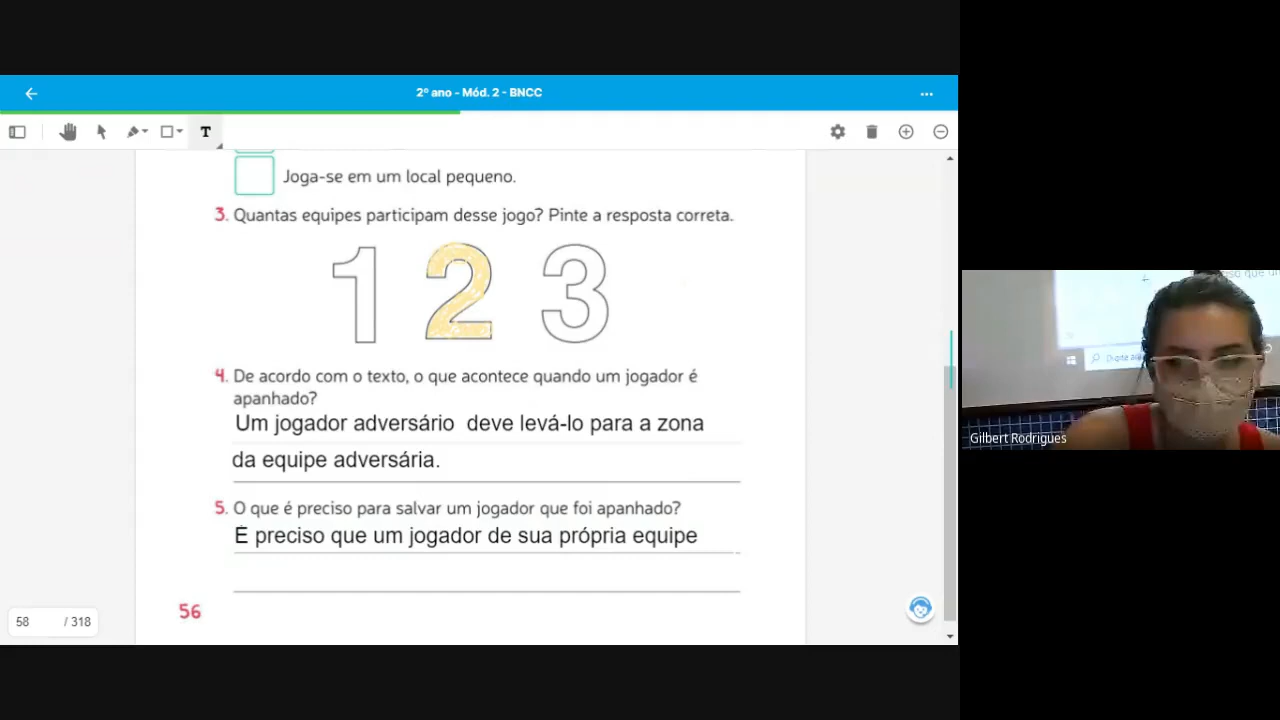 2º ano - Mód. 2 - BNCC
T
Joga-se em um local pequeno.
3. Quantas equipes participam desse jogo? Pinte a resposta correta.
1 2 3
4. De acordo com o texto, o que acontece quando um jogador é
apanhado?
Um jogador adversário deve levá-lo para a zona
da equipe adversária.
5. O que é preciso para salvar um jogador que foi apanhado?
É preciso que um jogador de sua própria equipe
56
58 / 318
Gilbert Rodrigues